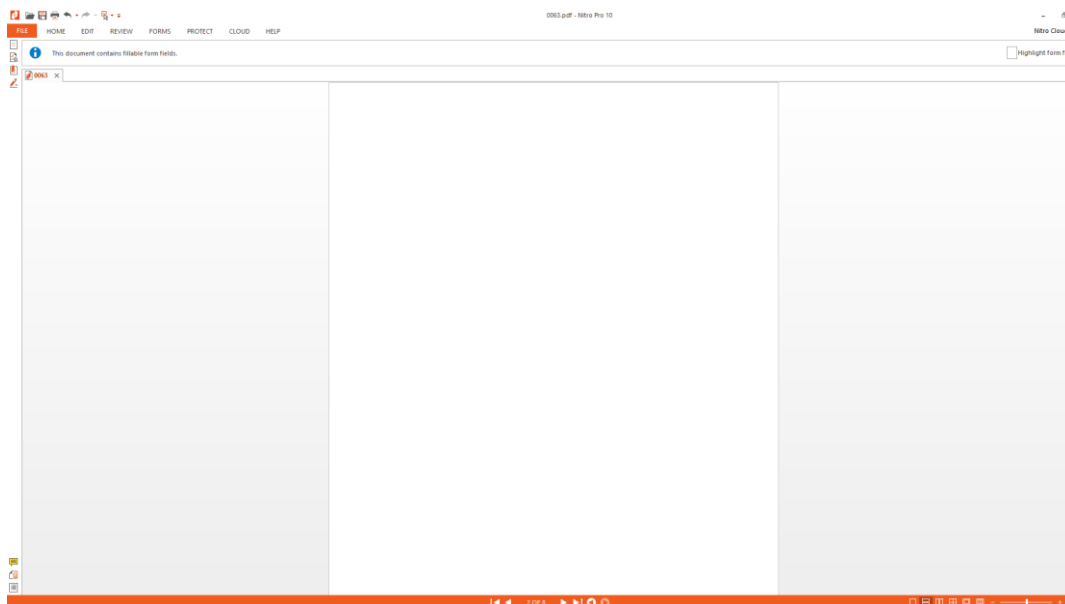 0063.pdf - Nitro Pro 10
FILE HOME EDIT REVIEW FORMS PROTECT CLOUD HELP
Nitro Clou
This document contains fillable form fields.
Highlight form f
0063